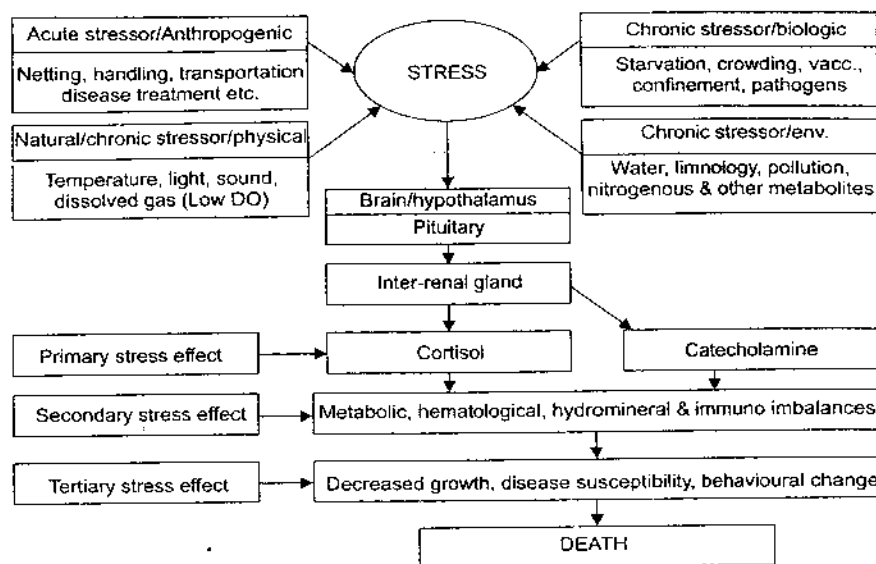 Acute stressor/Anthropogenic
Netting, handling, transportation
disease treatment etc.
STRESS
Chronic stressor/biologic
Starvation, crowding, vacc.,
confinement, pathogens
Natural/chronic stressor/physical
Temperature, light, sound,
dissolved gas (Low DO)
Chronic stressor/env.
Water, limnology, pollution,
nitrogenous & other metabolites
Brain/hypothalamus
Pituitary
Inter-renal gland
Primary stress effect
Cortisol
Catecholamine
Secondary stress effect
Metabolic, hematological, hydromineral & immuno imbalances
Tertiary stress effect
Decreased growth, disease susceptibility, behavioural change
DEATH